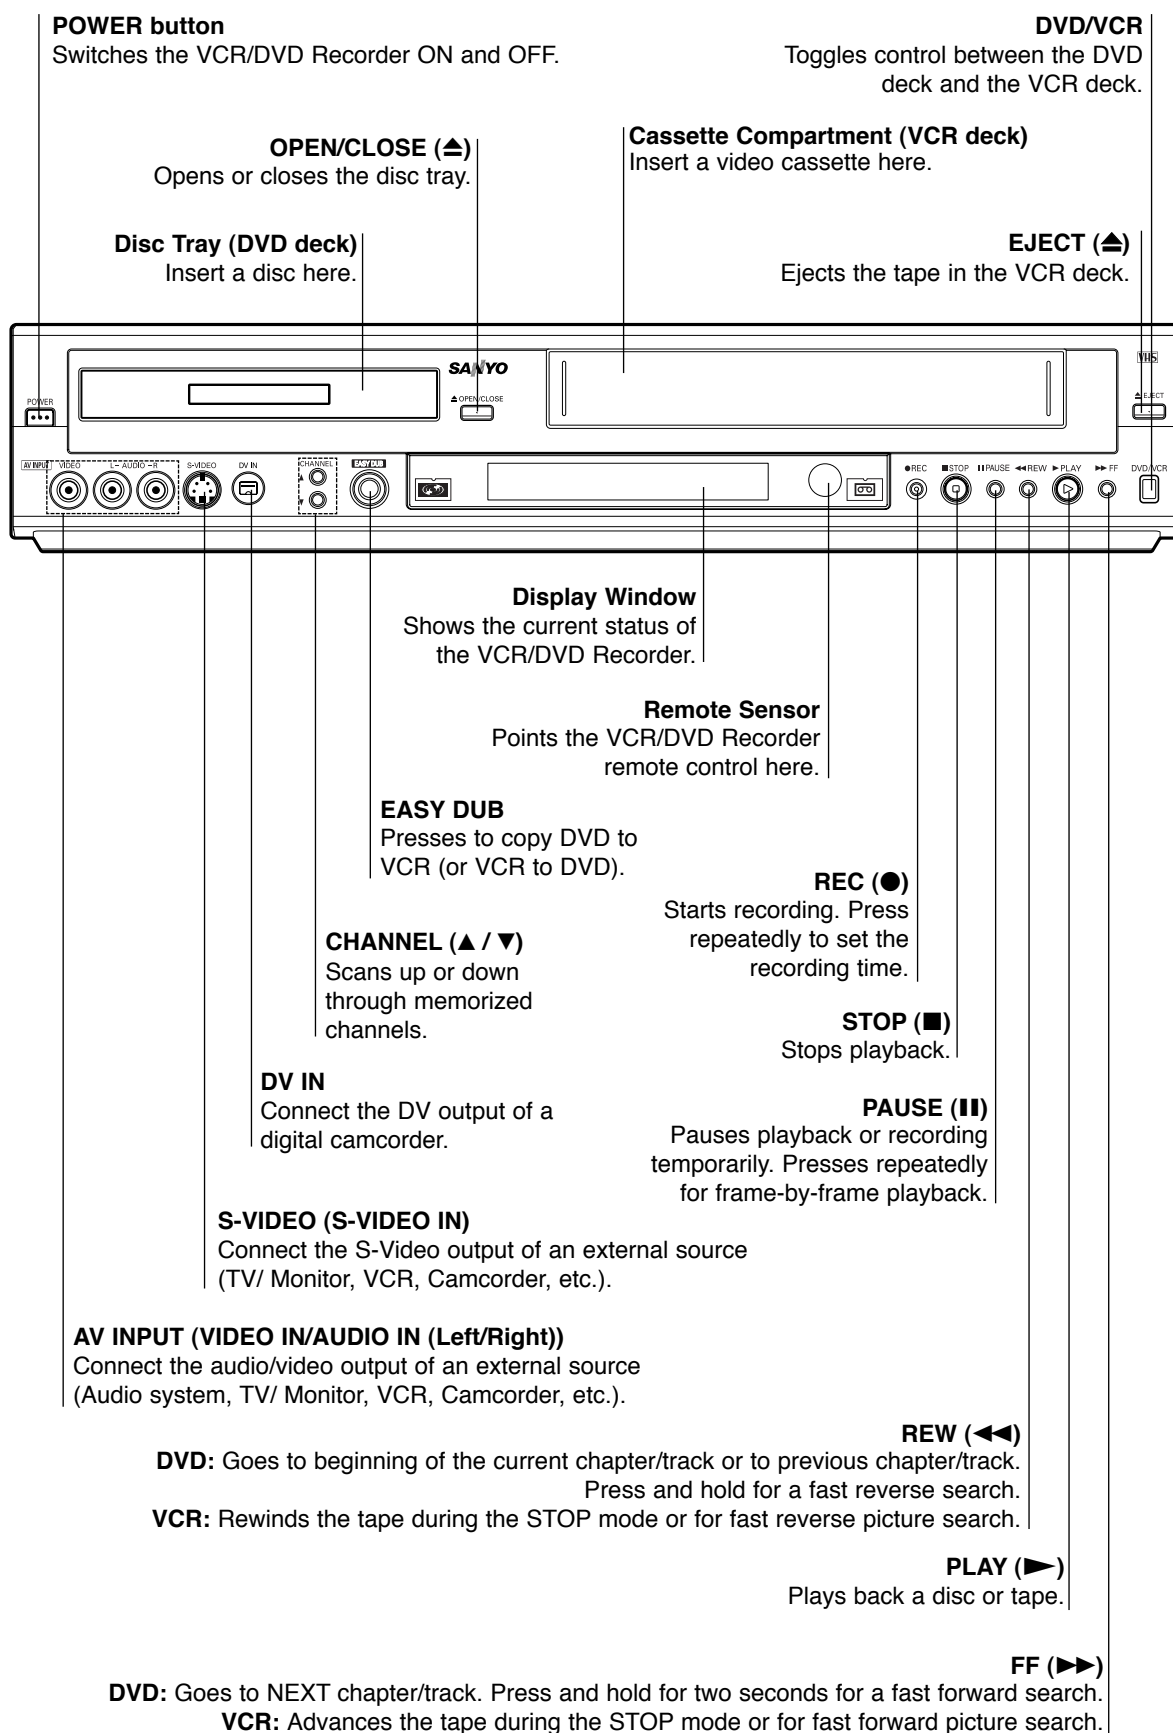 POWER button
Switches the VCR/DVD Recorder ON and OFF.
DVD/VCR
Toggles control between the DVD
deck and the VCR deck.
OPEN/CLOSE (⏏)
Opens or closes the disc tray.
Cassette Compartment (VCR deck)
Insert a video cassette here.
Disc Tray (DVD deck)
Insert a disc here.
EJECT (⏏)
Ejects the tape in the VCR deck.
SANYO
VHS
POWER
⏏ OPEN/CLOSE
⏏ EJECT
AV INPUT VIDEO L – AUDIO – R S-VIDEO DV IN CHANNEL EASY DUB
▲
▼
●REC ■STOP IIPAUSE ◀◀REW ▶PLAY ▶▶FF DVD/VCR
Display Window
Shows the current status of
the VCR/DVD Recorder.
Remote Sensor
Points the VCR/DVD Recorder
remote control here.
EASY DUB
Presses to copy DVD to
VCR (or VCR to DVD).
REC (●)
Starts recording. Press
repeatedly to set the
recording time.
CHANNEL (▲ / ▼)
Scans up or down
through memorized
channels.
STOP (■)
Stops playback.
DV IN
Connect the DV output of a
digital camcorder.
PAUSE (II)
Pauses playback or recording
temporarily. Presses repeatedly
for frame-by-frame playback.
S-VIDEO (S-VIDEO IN)
Connect the S-Video output of an external source
(TV/ Monitor, VCR, Camcorder, etc.).
AV INPUT (VIDEO IN/AUDIO IN (Left/Right))
Connect the audio/video output of an external source
(Audio system, TV/ Monitor, VCR, Camcorder, etc.).
REW (◀◀)
DVD: Goes to beginning of the current chapter/track or to previous chapter/track.
Press and hold for a fast reverse search.
VCR: Rewinds the tape during the STOP mode or for fast reverse picture search.
PLAY (▶)
Plays back a disc or tape.
FF (▶▶)
DVD: Goes to NEXT chapter/track. Press and hold for two seconds for a fast forward search.
VCR: Advances the tape during the STOP mode or for fast forward picture search.